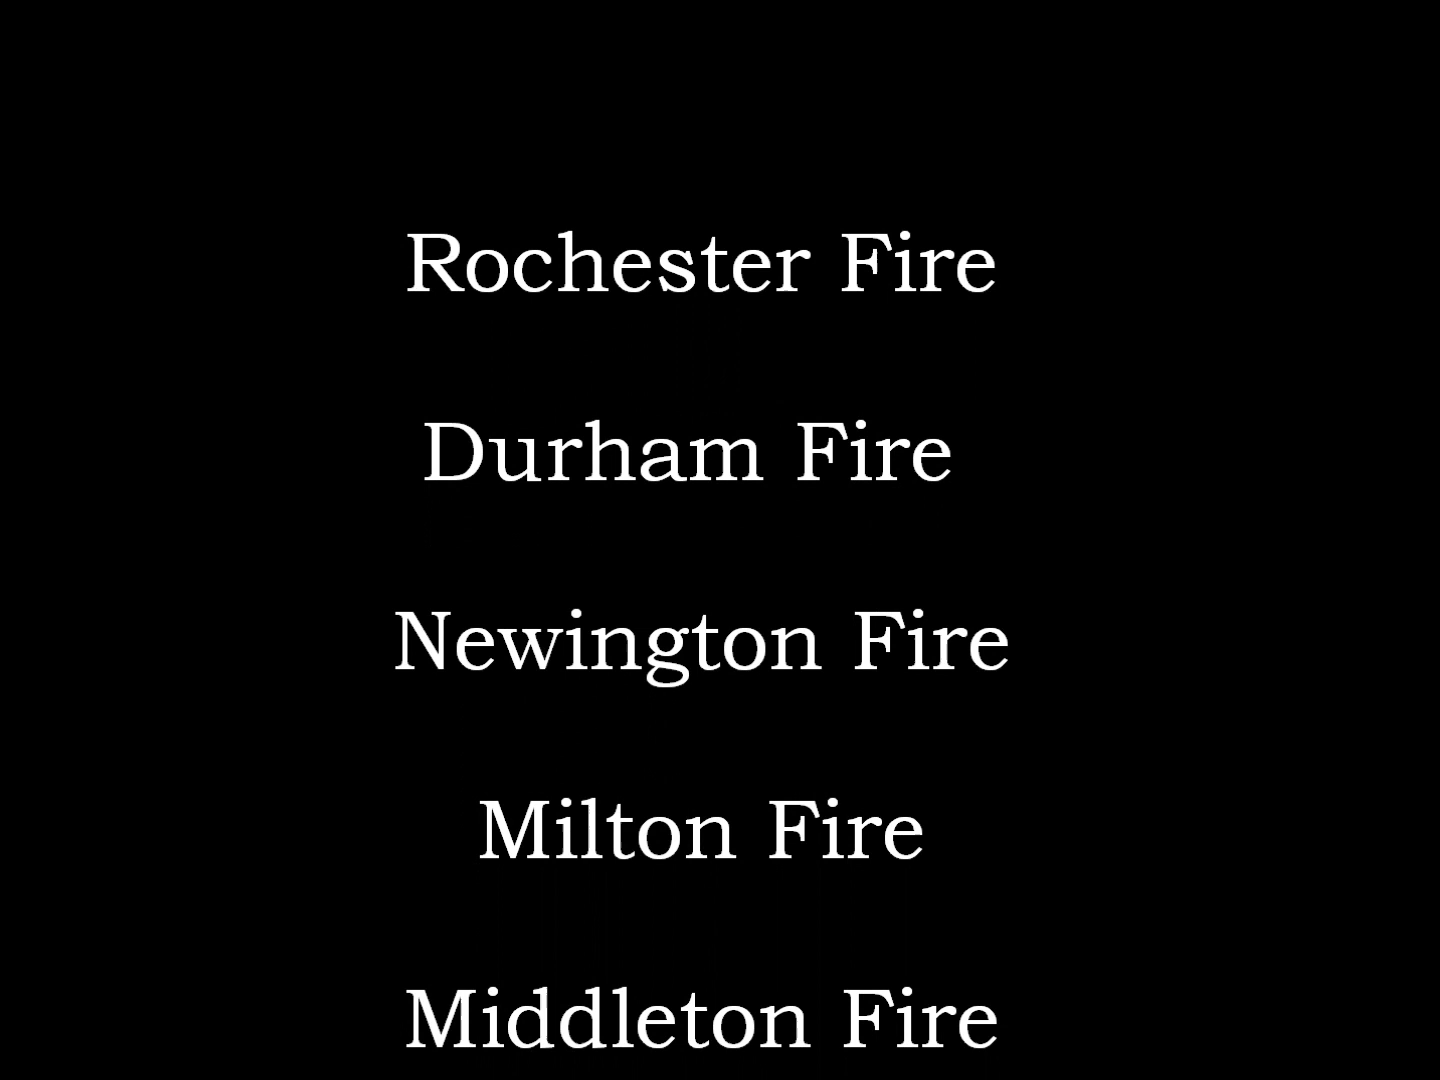 Rochester Fire
Durham Fire
Newington Fire
Milton Fire
Middleton Fire